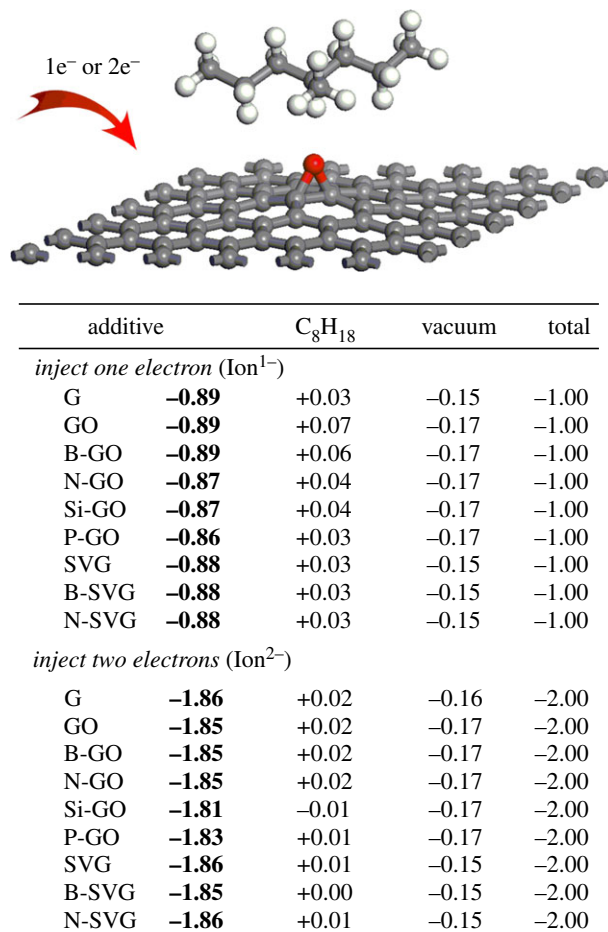 1e⁻ or 2e⁻
additive C₈H₁₈ vacuum total
inject one electron (Ion¹⁻)
G –0.89 +0.03 –0.15 –1.00
GO –0.89 +0.07 –0.17 –1.00
B-GO –0.89 +0.06 –0.17 –1.00
N-GO –0.87 +0.04 –0.17 –1.00
Si-GO –0.87 +0.04 –0.17 –1.00
P-GO –0.86 +0.03 –0.17 –1.00
SVG –0.88 +0.03 –0.15 –1.00
B-SVG –0.88 +0.03 –0.15 –1.00
N-SVG –0.88 +0.03 –0.15 –1.00
inject two electrons (Ion²⁻)
G –1.86 +0.02 –0.16 –2.00
GO –1.85 +0.02 –0.17 –2.00
B-GO –1.85 +0.02 –0.17 –2.00
N-GO –1.85 +0.02 –0.17 –2.00
Si-GO –1.81 –0.01 –0.17 –2.00
P-GO –1.83 +0.01 –0.17 –2.00
SVG –1.86 +0.01 –0.15 –2.00
B-SVG –1.85 +0.00 –0.15 –2.00
N-SVG –1.86 +0.01 –0.15 –2.00